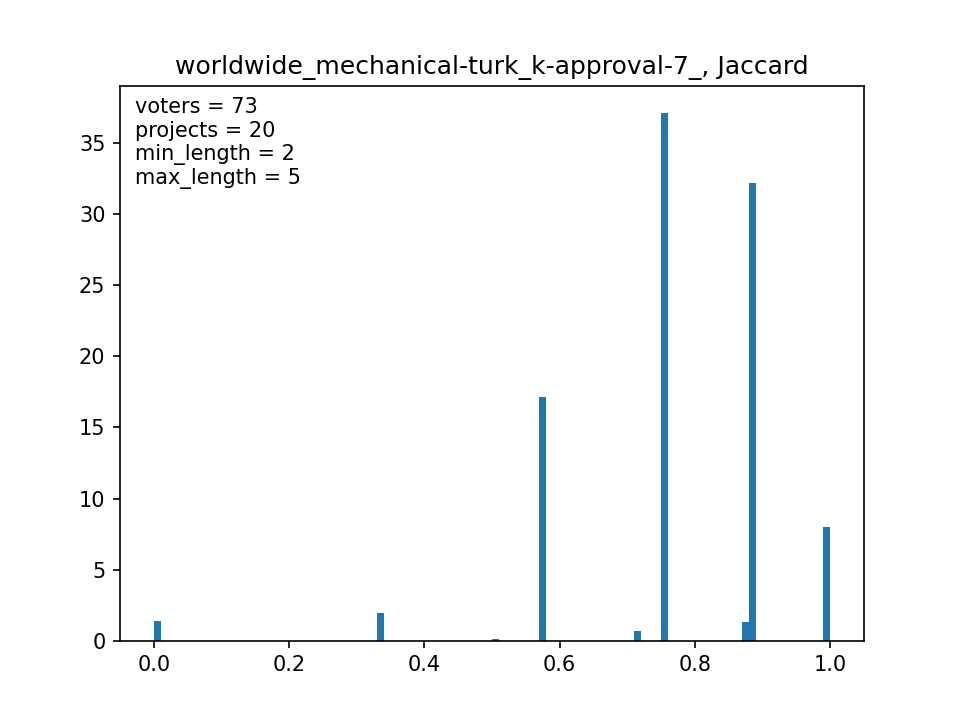 worldwide_mechanical-turk_k-approval-7_, Jaccard
voters = 73
projects = 20
min_length = 2
max_length = 5
35
30
25
20
15
10
5
0
0.0 0.2 0.4 0.6 0.8 1.0